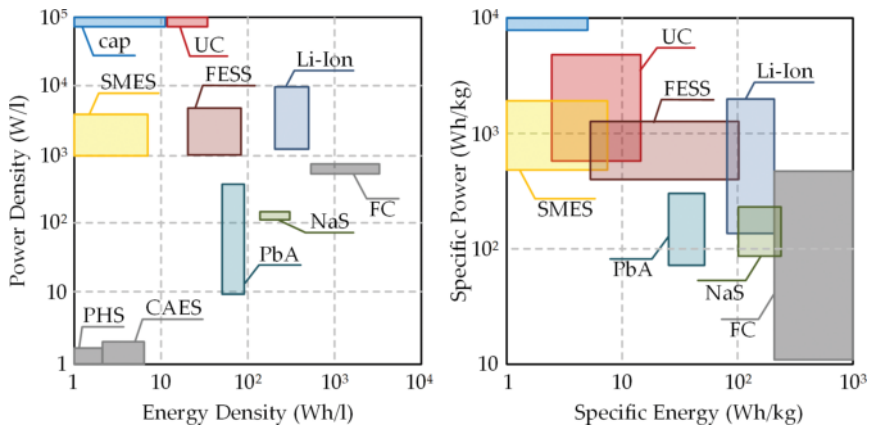 10⁵
10⁴
10³
10²
10
1
Power Density (W/l)
cap
UC
SMES
FESS
Li-Ion
FC
NaS
PbA
PHS
CAES
1
10
10²
10³
10⁴
Energy Density (Wh/l)
10⁴
10³
10²
10
Specific Power (Wh/kg)
UC
Li-Ion
FESS
SMES
PbA
NaS
FC
1
10
10²
10³
Specific Energy (Wh/kg)